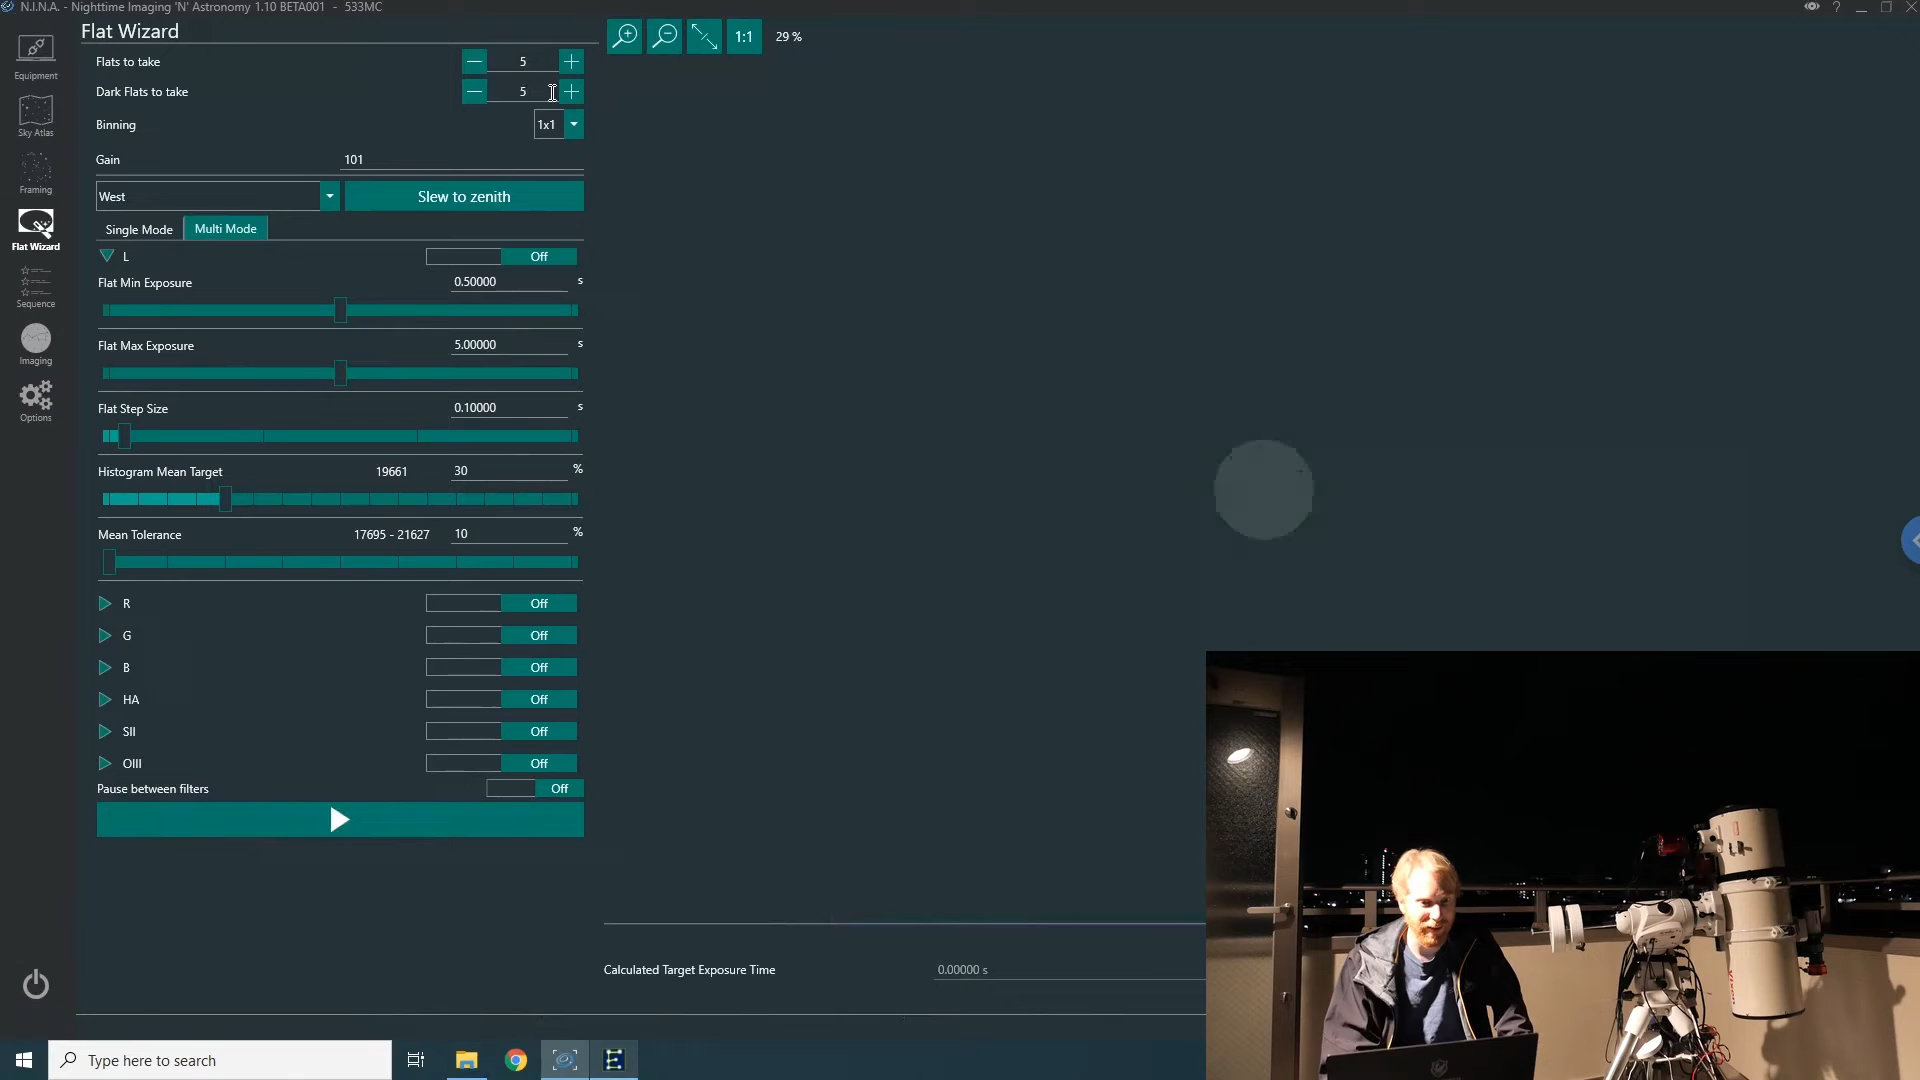 N.I.N.A. - Nighttime Imaging 'N' Astronomy 1.10 BETA001 - 533MC
Flat Wizard
Flats to take 5
Dark Flats to take 5
Binning 1x1
Gain 101
West Slew to zenith
Single Mode Multi Mode
L Off
Flat Min Exposure 0.50000 s
Flat Max Exposure 5.00000 s
Flat Step Size 0.10000 s
Histogram Mean Target 19661 30 %
Mean Tolerance 17695 - 21627 10 %
R Off
G Off
B Off
HA Off
SII Off
OIII Off
Pause between filters Off
Equipment
Sky Atlas
Framing
Flat Wizard
Sequence
Imaging
Options
1:1 29 %
Calculated Target Exposure Time 0.00000 s
Type here to search